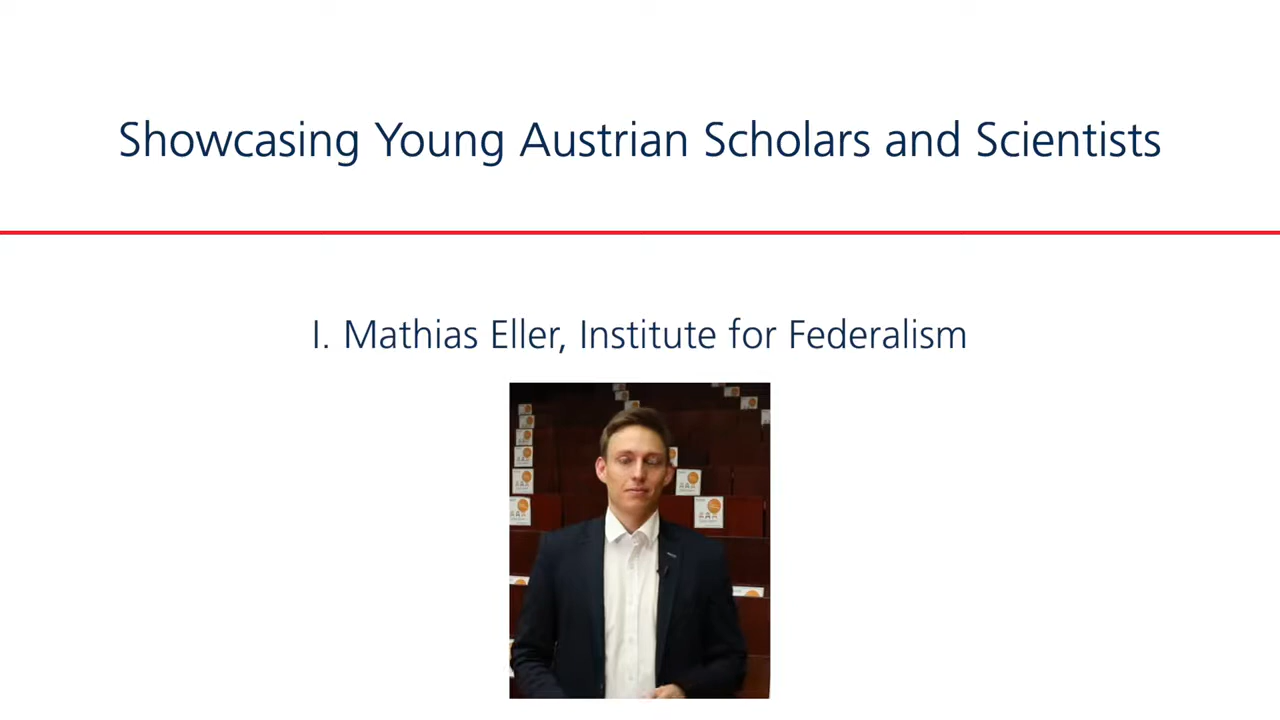 Showcasing Young Austrian Scholars and Scientists
I. Mathias Eller, Institute for Federalism